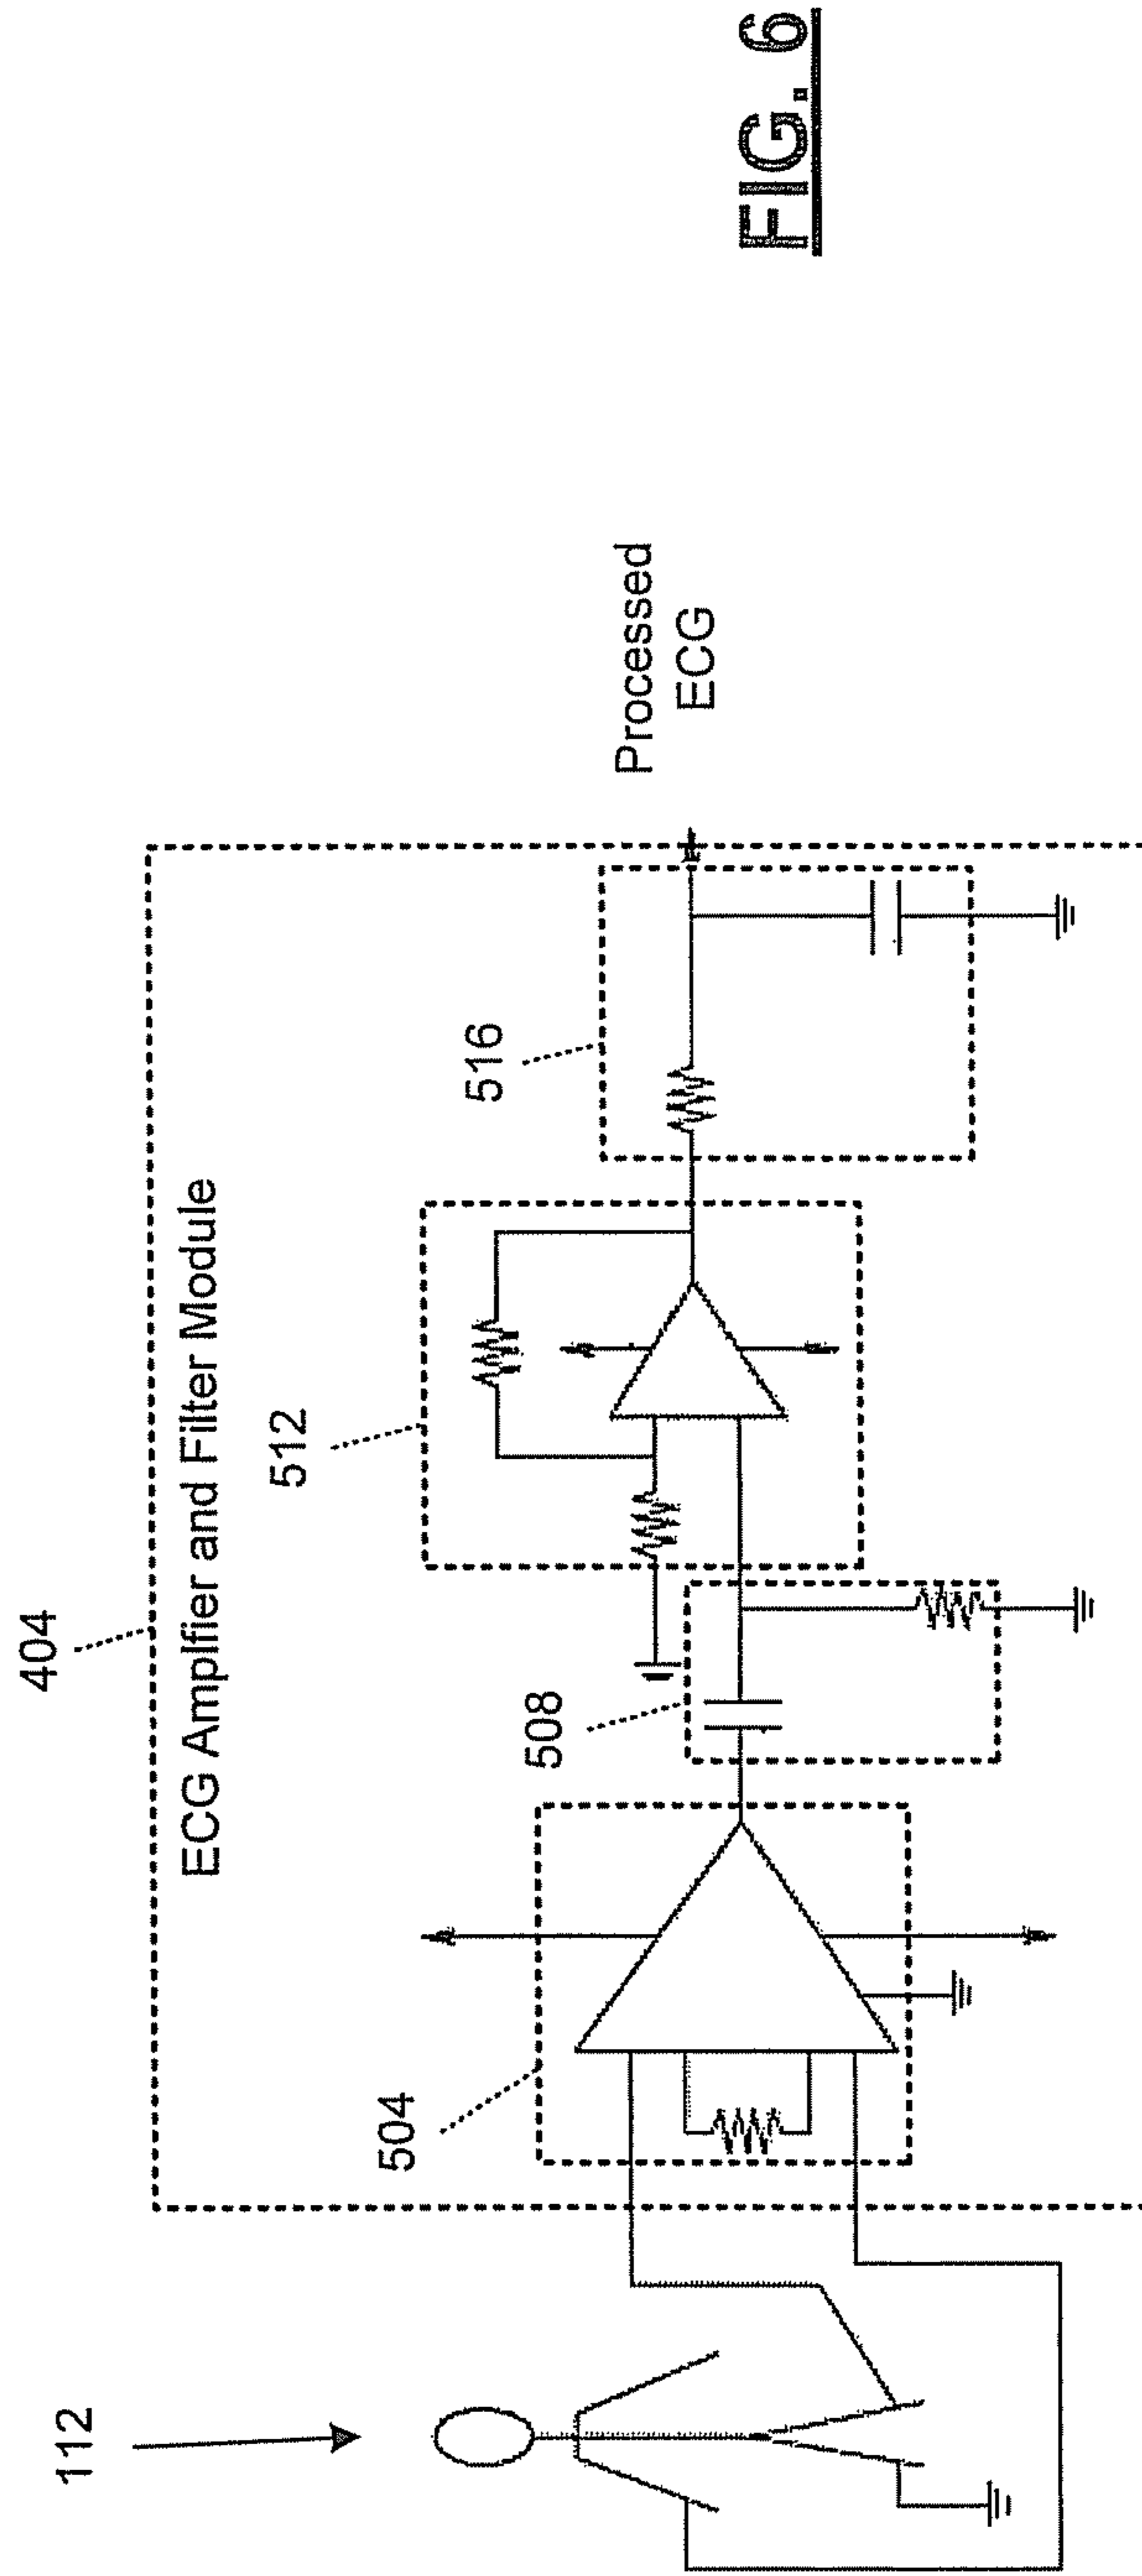 404
ECG Amplfier and Filter Module
112
504
508
512
516
Processed
ECG
FIG. 6